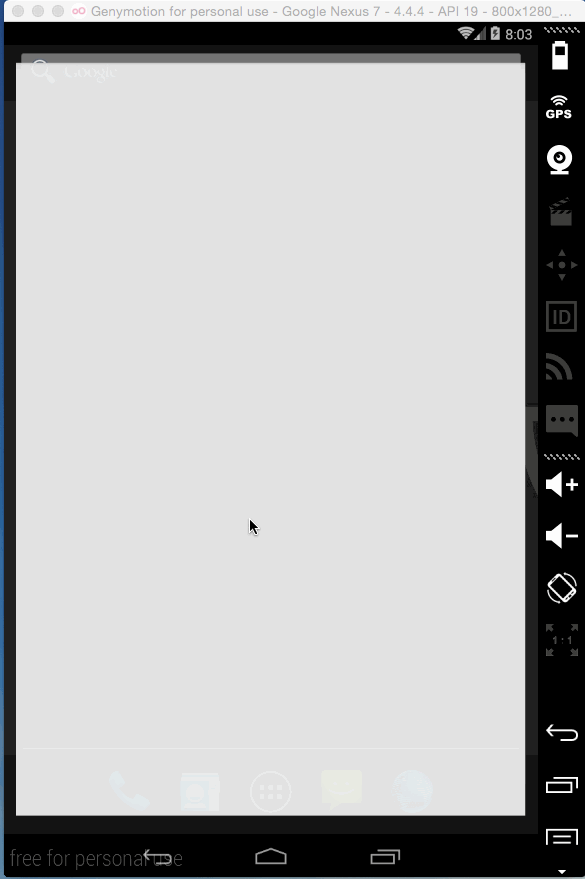 Genymotion for personal use - Google Nexus 7 - 4.4.4 - API 19 - 800x1280_...
8:03
Google
GPS
ID
1:1
free for personal use